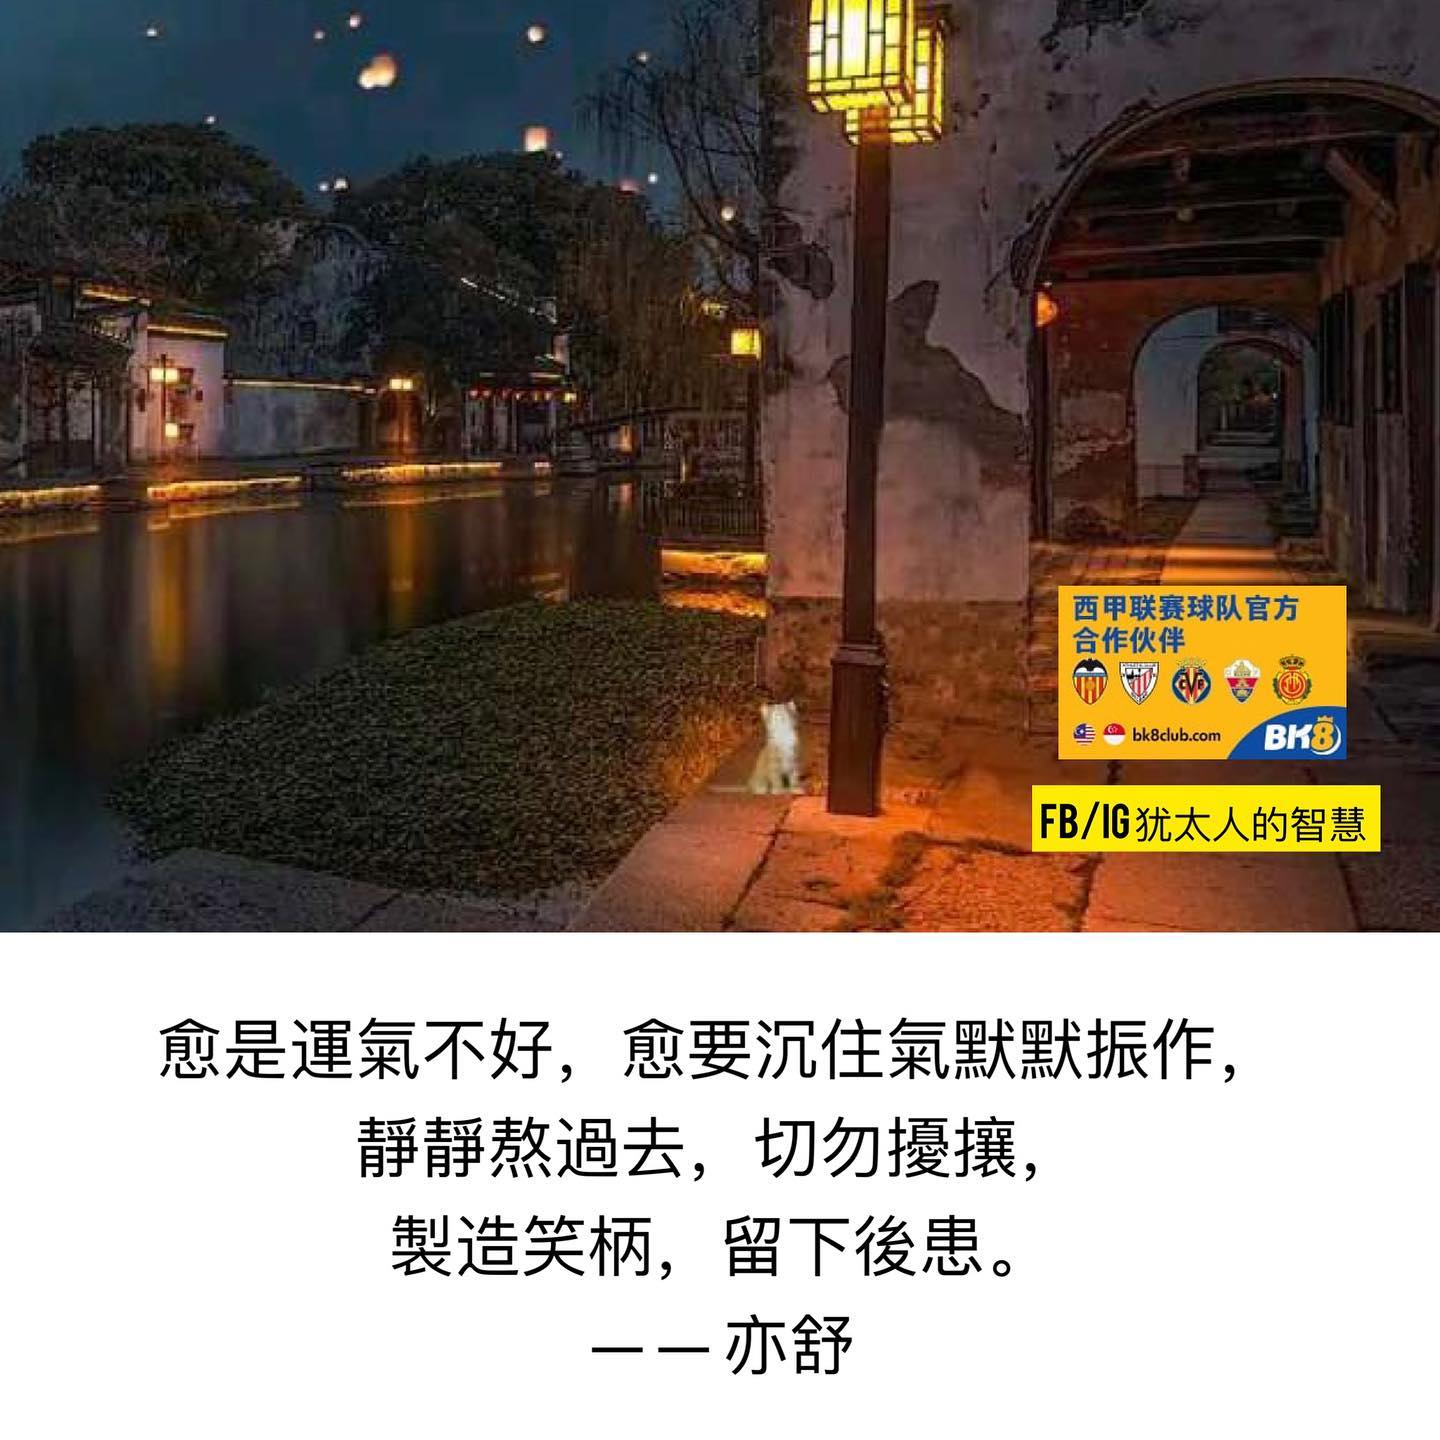 西甲联赛球队官方
合作伙伴
bk8club.com
BK8
FB/IG 犹太人的智慧
愈是運氣不好，愈要沉住氣默默振作，
靜靜熬過去，切勿擾攘，
製造笑柄，留下後患。
——亦舒